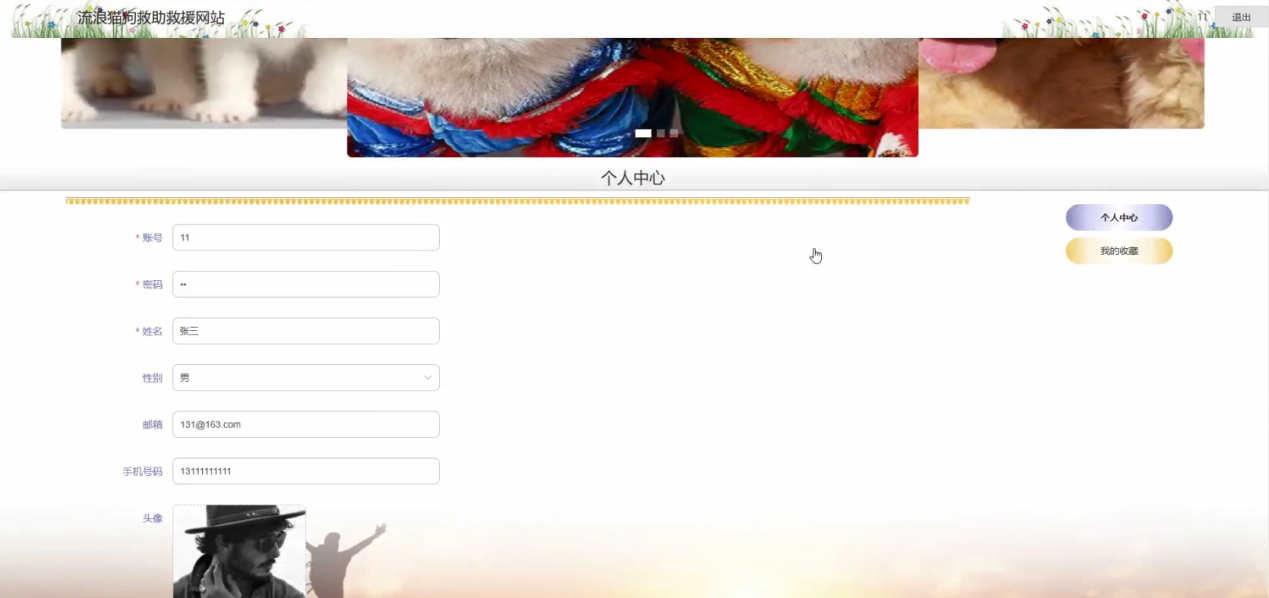 流浪猫狗救助救援网站
11 退出
个人中心
个人中心
我的收藏
* 账号 11
* 密码 ••
* 姓名 张三
性别 男
邮箱 131@163.com
手机号码 13111111111
头像